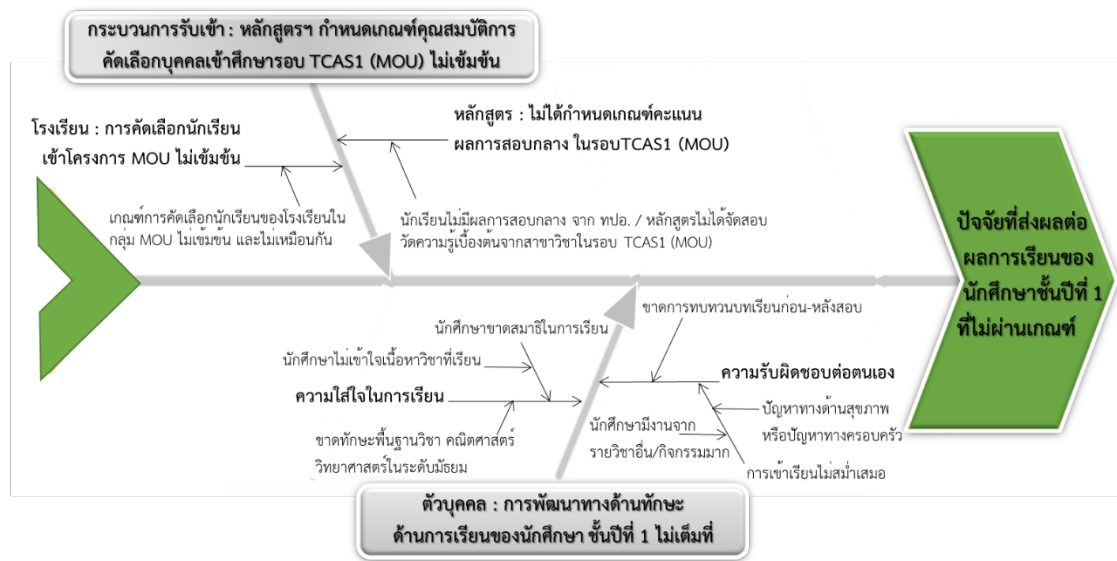 กระบวนการรับเข้า : หลักสูตรฯ กำหนดเกณฑ์คุณสมบัติการ
คัดเลือกบุคคลเข้าศึกษารอบ TCAS1 (MOU) ไม่เข้มข้น
โรงเรียน : การคัดเลือกนักเรียน
เข้าโครงการ MOU ไม่เข้มข้น
หลักสูตร : ไม่ได้กำหนดเกณฑ์คะแนน
ผลการสอบกลาง ในรอบTCAS1 (MOU)
เกณฑ์การคัดเลือกนักเรียนของโรงเรียนใน
กลุ่ม MOU ไม่เข้มข้น และไม่เหมือนกัน
นักเรียนไม่มีผลการสอบกลาง จาก ทปอ. / หลักสูตรไม่ได้จัดสอบ
วัดความรู้เบื้องต้นจากสาขาวิชาในรอบ TCAS1 (MOU)
ปัจจัยที่ส่งผลต่อ
ผลการเรียนของ
นักศึกษาชั้นปีที่ 1
ที่ไม่ผ่านเกณฑ์
ขาดการทบทวนบทเรียนก่อน-หลังสอบ
นักศึกษาขาดสมาธิในการเรียน
นักศึกษาไม่เข้าใจเนื้อหาวิชาที่เรียน
ความรับผิดชอบต่อตนเอง
ความใส่ใจในการเรียน
ปัญหาทางด้านสุขภาพ
หรือปัญหาทางครอบครัว
นักศึกษามีงานจาก
รายวิชาอื่น/กิจกรรมมาก
ขาดทักษะพื้นฐานวิชา คณิตศาสตร์
วิทยาศาสตร์ในระดับมัธยม
การเข้าเรียนไม่สม่ำเสมอ
ตัวบุคคล : การพัฒนาทางด้านทักษะ
ด้านการเรียนของนักศึกษา ชั้นปีที่ 1 ไม่เต็มที่